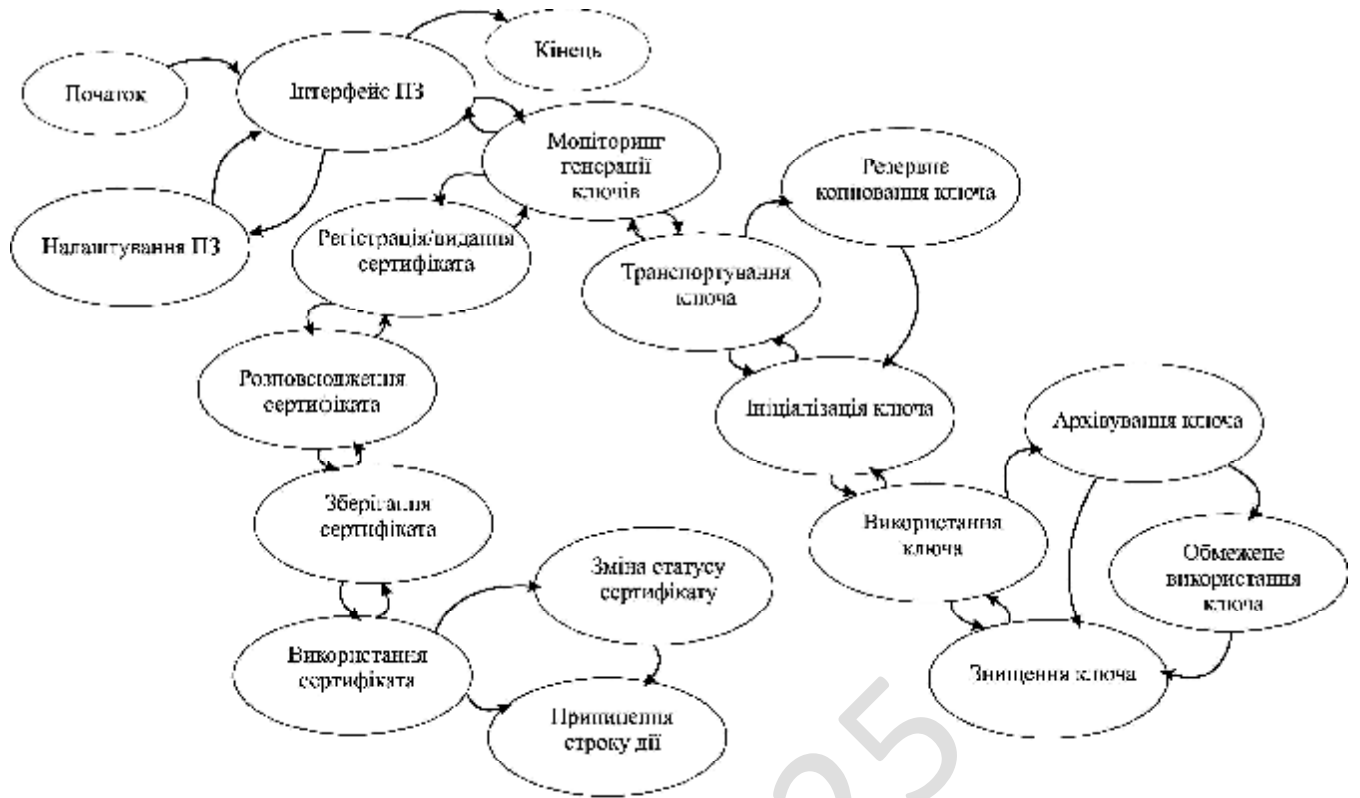 Кінець
Початок
Інтерфейс ПЗ
Моніторинг
генерації
ключів
Резервне
копіювання ключа
Налаштування ПЗ
Регістрація/видання
сертифіката
Транспортування
ключа
Розповсюдження
сертифіката
Ініціалізація ключа
Архівування ключа
Зберігання
сертифіката
Використання
ключа
Обмежене
використання
ключа
Зміна статусу
сертифікату
Використання
сертифіката
Знищення ключа
Припинення
строку дії
25